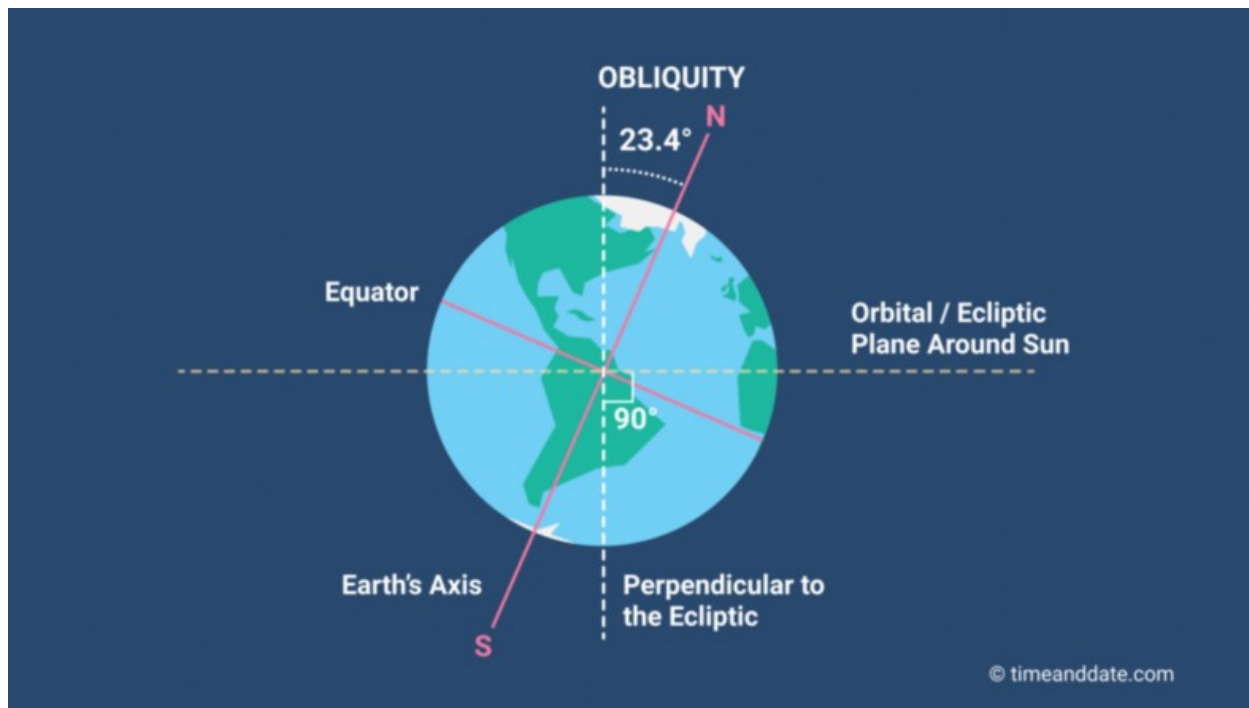 OBLIQUITY
N
23.4°
Equator
Orbital / Ecliptic
Plane Around Sun
90°
Earth's Axis
Perpendicular to
the Ecliptic
S
© timeanddate.com